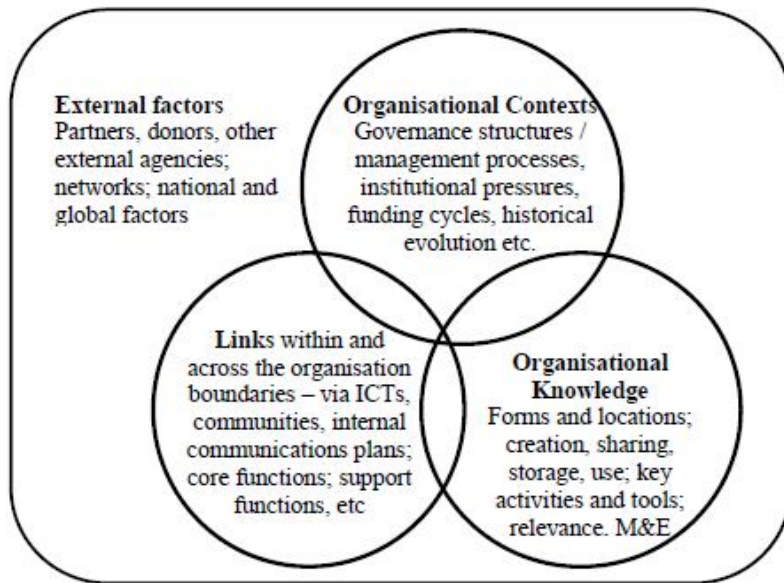 External factors
Partners, donors, other
external agencies;
networks; national and
global factors
Organisational Contexts
Governance structures /
management processes,
institutional pressures,
funding cycles, historical
evolution etc.
Links within and
across the organisation
boundaries – via ICTs,
communities, internal
communications plans;
core functions; support
functions, etc
Organisational
Knowledge
Forms and locations;
creation, sharing,
storage, use; key
activities and tools;
relevance. M&E